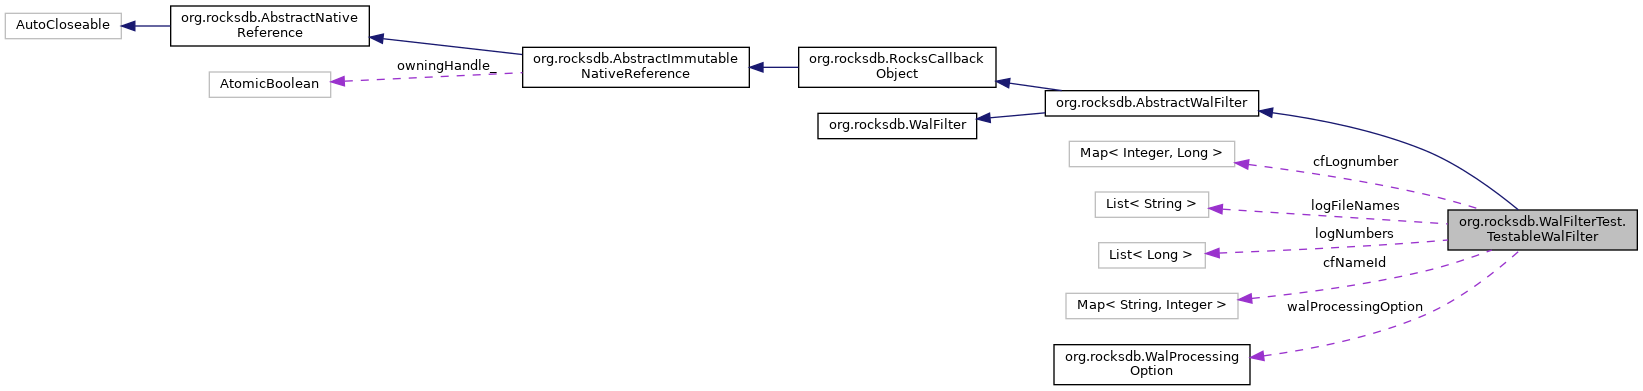 AutoCloseable
org.rocksdb.AbstractNative
Reference
AtomicBoolean
owningHandle_
org.rocksdb.AbstractImmutable
NativeReference
org.rocksdb.RocksCallback
Object
org.rocksdb.WalFilter
org.rocksdb.AbstractWalFilter
Map< Integer, Long >
cfLognumber
List< String >
logFileNames
List< Long >
logNumbers
Map< String, Integer >
cfNameId
org.rocksdb.WalProcessing
Option
walProcessingOption
org.rocksdb.WalFilterTest.
TestableWalFilter